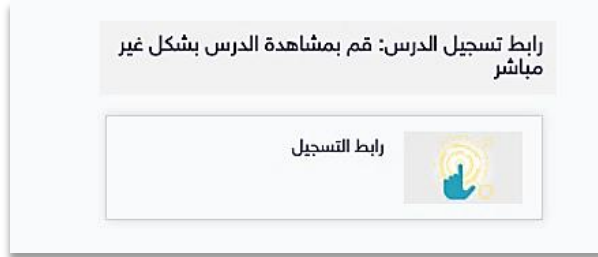 رابط تسجيل الدرس: قم بمشاهدة الدرس بشكل غير
مباشر
رابط التسجيل